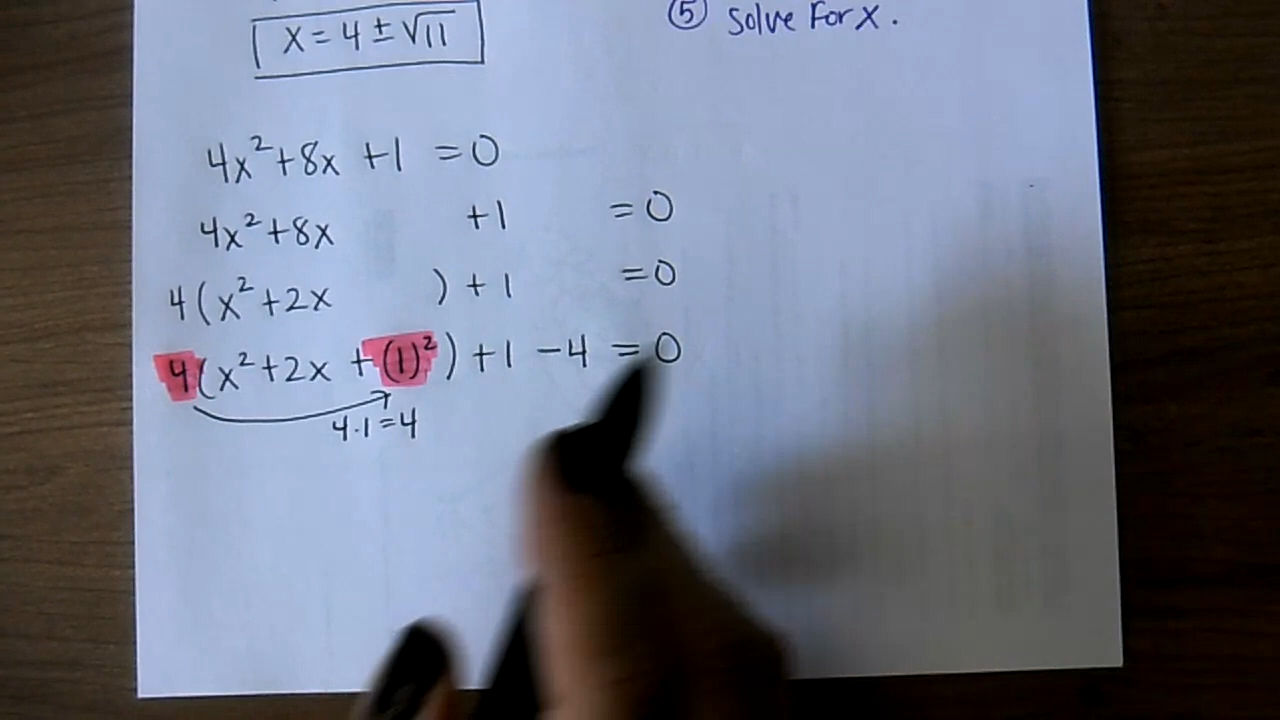 ⑤ Solve For x.
x = 4 ± √11
4x² + 8x + 1 = 0
4x² + 8x + 1 = 0
4(x² + 2x ) + 1 = 0
4(x² + 2x + (1)²) + 1 - 4 = 0
4·1 = 4